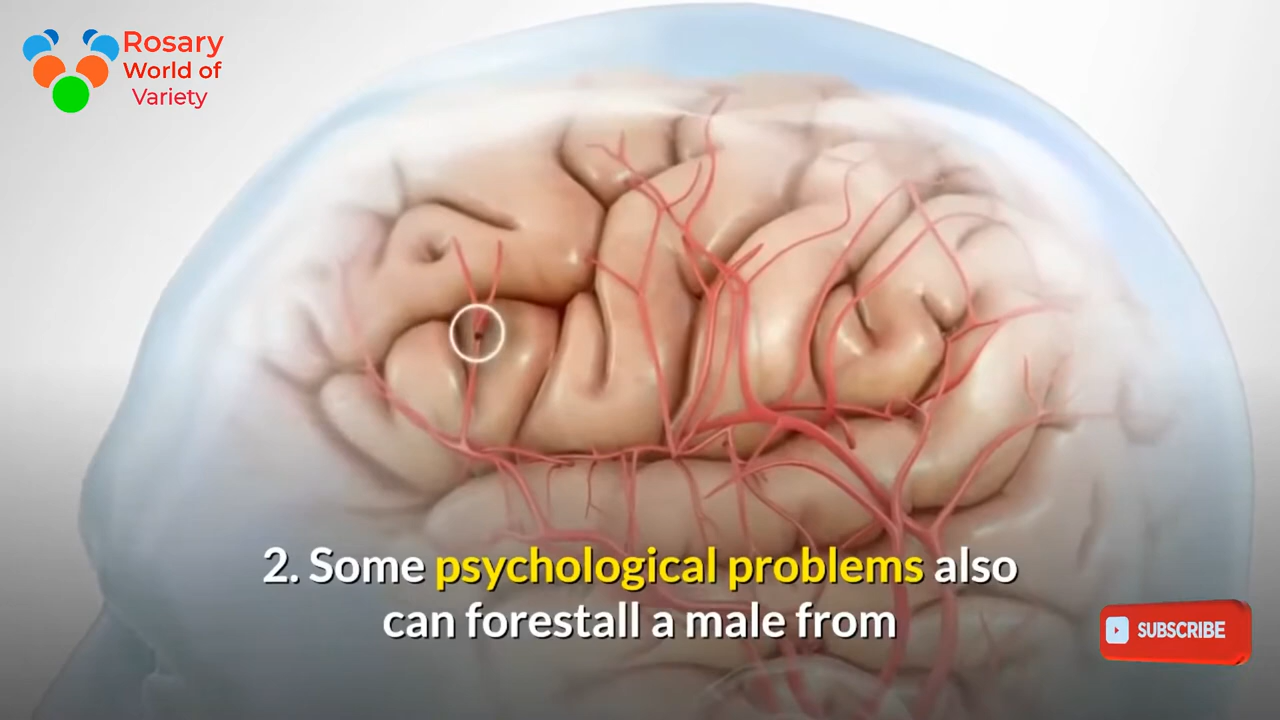 Rosary
World of
Variety
2. Some psychological problems also
can forestall a male from
SUBSCRIBE